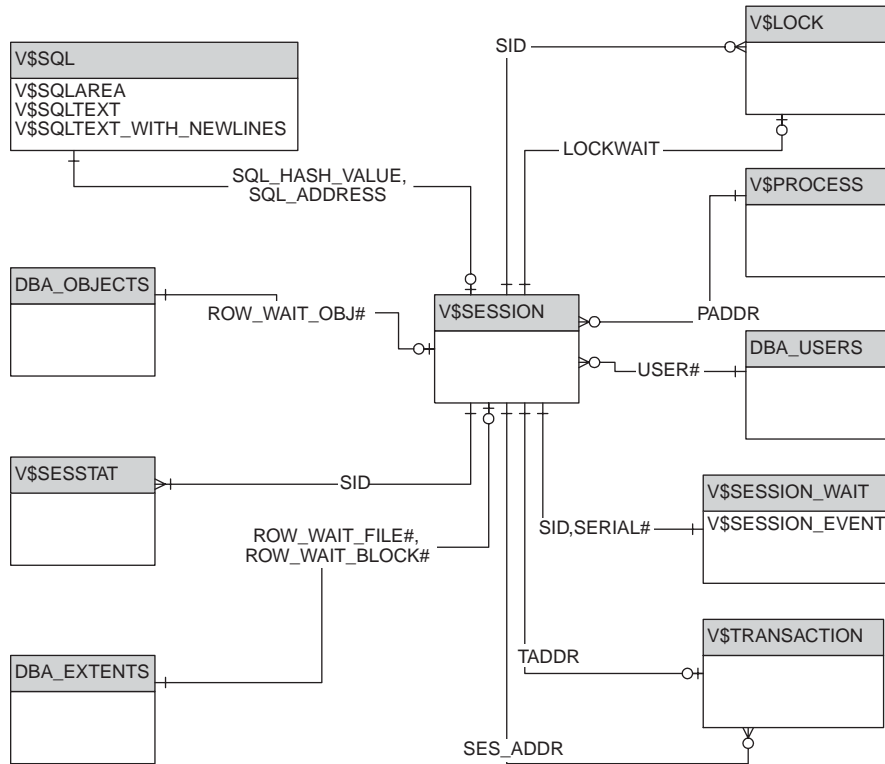 V$LOCK
SID
V$SQL
V$SQLAREA
V$SQLTEXT
V$SQLTEXT_WITH_NEWLINES
LOCKWAIT
SQL_HASH_VALUE,
SQL_ADDRESS
V$PROCESS
DBA_OBJECTS
ROW_WAIT_OBJ#
V$SESSION
PADDR
DBA_USERS
USER#
V$SESSTAT
SID
V$SESSION_WAIT
V$SESSION_EVENT
SID,SERIAL#
ROW_WAIT_FILE#,
ROW_WAIT_BLOCK#
V$TRANSACTION
TADDR
DBA_EXTENTS
SES_ADDR